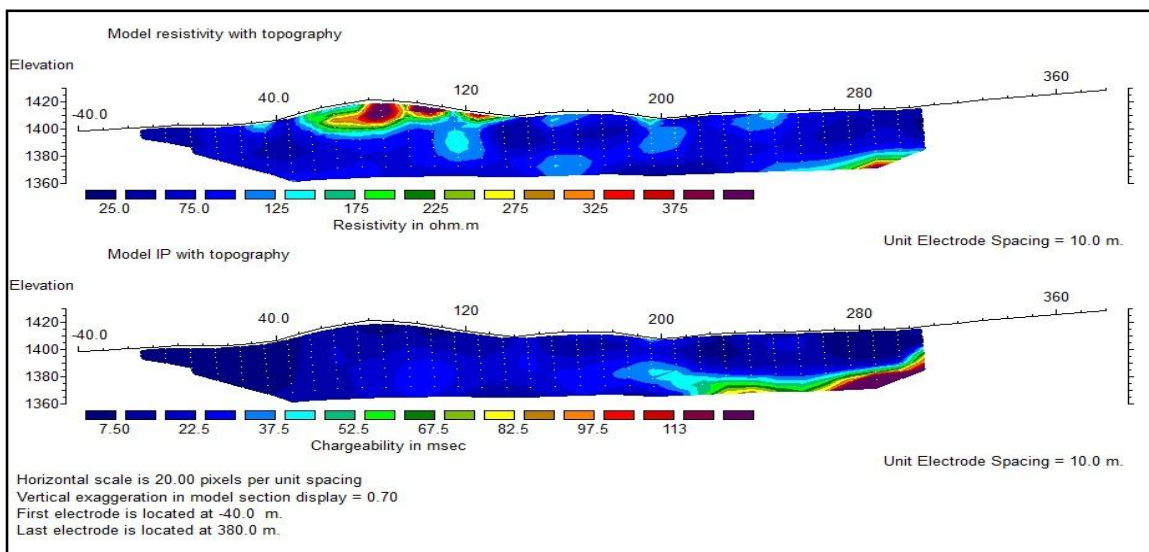 Model resistivity with topography
Elevation
360
1420
40.0
120
280
-40.0
200
1400
1380
1360
25.0 75.0 125 175 225 275 325 375
Resistivity in ohm.m
Unit Electrode Spacing = 10.0 m.
Model IP with topography
Elevation
360
1420
40.0
120
280
-40.0
200
1400
1380
1360
7.50 22.5 37.5 52.5 67.5 82.5 97.5 113
Chargeability in msec
Unit Electrode Spacing = 10.0 m.
Horizontal scale is 20.00 pixels per unit spacing
Vertical exaggeration in model section display = 0.70
First electrode is located at -40.0 m.
Last electrode is located at 380.0 m.